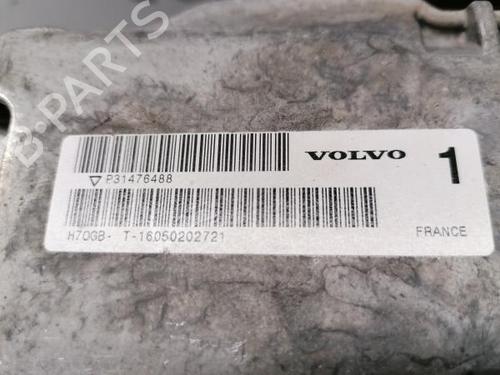 B-PARTS
VOLVO 1
P31476488
H70GB- T-16050202721
FRANCE